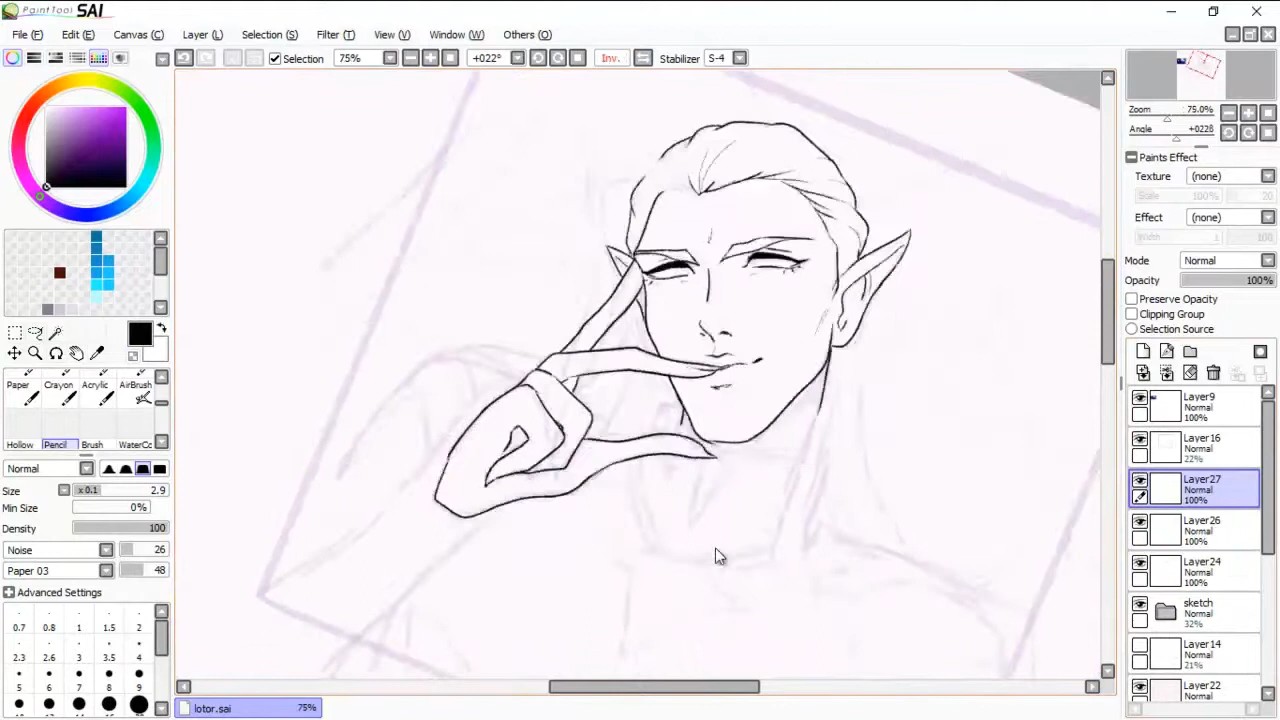 PaintTool SAI
File (F) Edit (E) Canvas (C) Layer (L) Selection (S) Filter (T) View (V) Window (W) Others (O)
Selection 75% +022° Inv. Stabilizer S-4
Zoom 75.0%
Angle +022ß
Paints Effect
Texture (none)
Scale 100% 20
Effect (none)
Width 1 100
Mode Normal
Opacity 100%
Preserve Opacity
Clipping Group
Selection Source
Paper Crayon Acrylic AirBrush
Hollow Pencil Brush WaterCo
Normal
Size x 0.1 2.9
Min Size 0%
Density 100
Noise 26
Paper 03 48
Advanced Settings
0.7 0.8 1 1.5 2
2.3 2.6 3 3.5 4
5 6 7 8 9
Layer9
Normal
100%
Layer16
Normal
22%
Layer27
Normal
100%
Layer26
Normal
100%
Layer24
Normal
100%
sketch
Normal
32%
Layer14
Normal
21%
Layer22
Normal
lotor.sai 75%